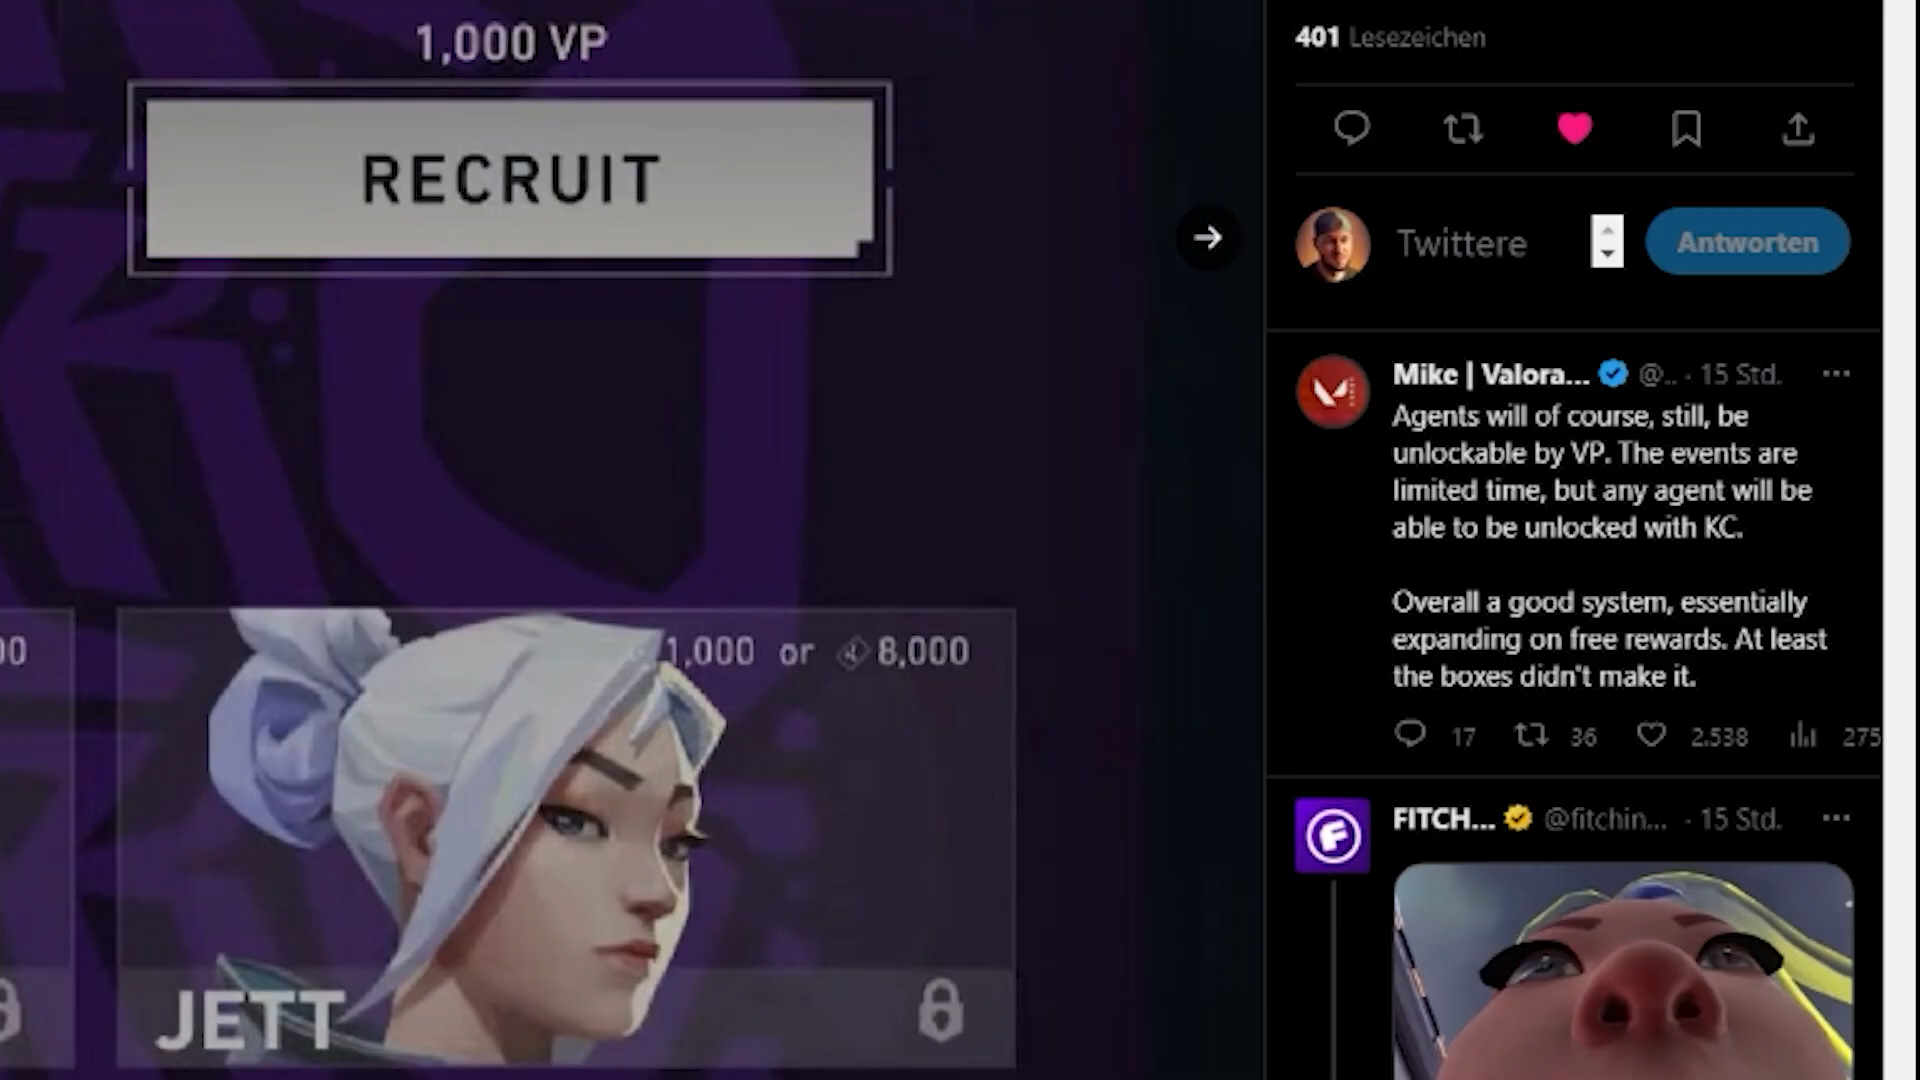 1,000 VP
RECRUIT
00
1,000 or 8,000
JETT
401 Lesezeichen
Twittere
Antworten
Mike | Valora... @.. · 15 Std. ...
Agents will of course, still, be
unlockable by VP. The events are
limited time, but any agent will be
able to be unlocked with KC.
Overall a good system, essentially
expanding on free rewards. At least
the boxes didn't make it.
17 36 2.538 275
FITCH... @fitchin... · 15 Std. ...